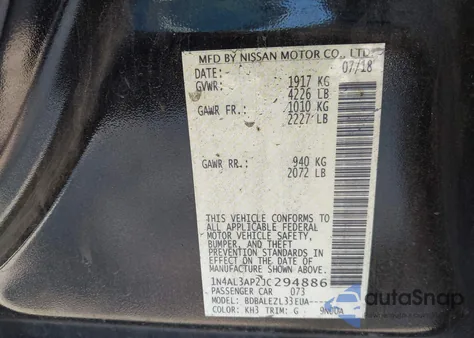 MFD BY NISSAN MOTOR CO., LTD.
DATE: 07/18
GVWR: 1917 KG
4226 LB
GAWR FR: 1010 KG
2227 LB
GAWR RR: 940 KG
2072 LB
THIS VEHICLE CONFORMS TO
ALL APPLICABLE FEDERAL
MOTOR VEHICLE SAFETY,
BUMPER, AND THEFT
PREVENTION STANDARDS IN
EFFECT ON THE DATE OF
MANUFACTURE SHOWN ABOVE.
1N4AL3AP2JC294886
PASSENGER CAR 073
MODEL: BDBALEZL33EUA----
COLOR: KH3 TRIM: G
autoSnap